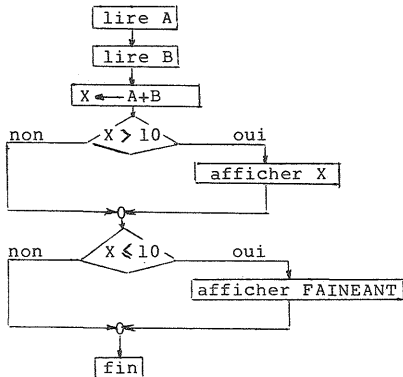 lire A
lire B
X ← A+B
non X > 10 oui
afficher X
non X ⩽ 10 oui
afficher FAINEANT
fin